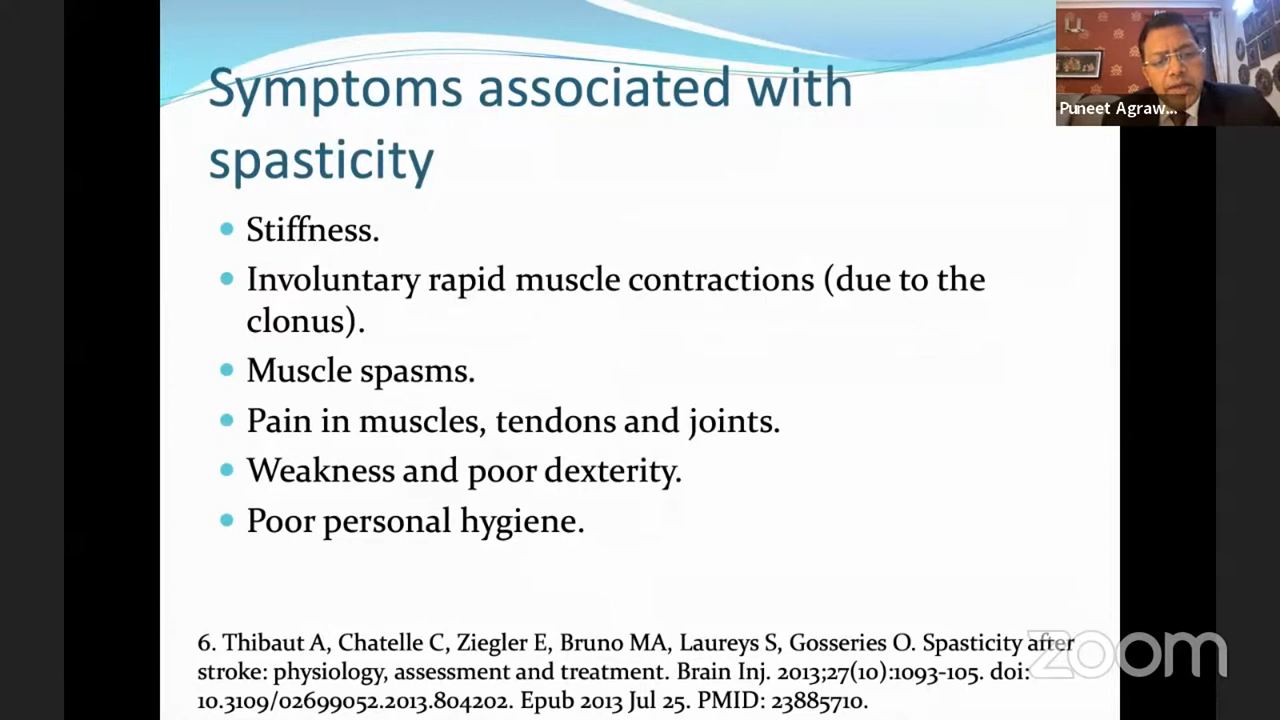 Symptoms associated with
spasticity
Puneet Agraw...
• Stiffness.
• Involuntary rapid muscle contractions (due to the
clonus).
• Muscle spasms.
• Pain in muscles, tendons and joints.
• Weakness and poor dexterity.
• Poor personal hygiene.
6. Thibaut A, Chatelle C, Ziegler E, Bruno MA, Laureys S, Gosseries O. Spasticity after
stroke: physiology, assessment and treatment. Brain Inj. 2013;27(10):1093-105. doi:
10.3109/02699052.2013.804202. Epub 2013 Jul 25. PMID: 23885710.
zoom